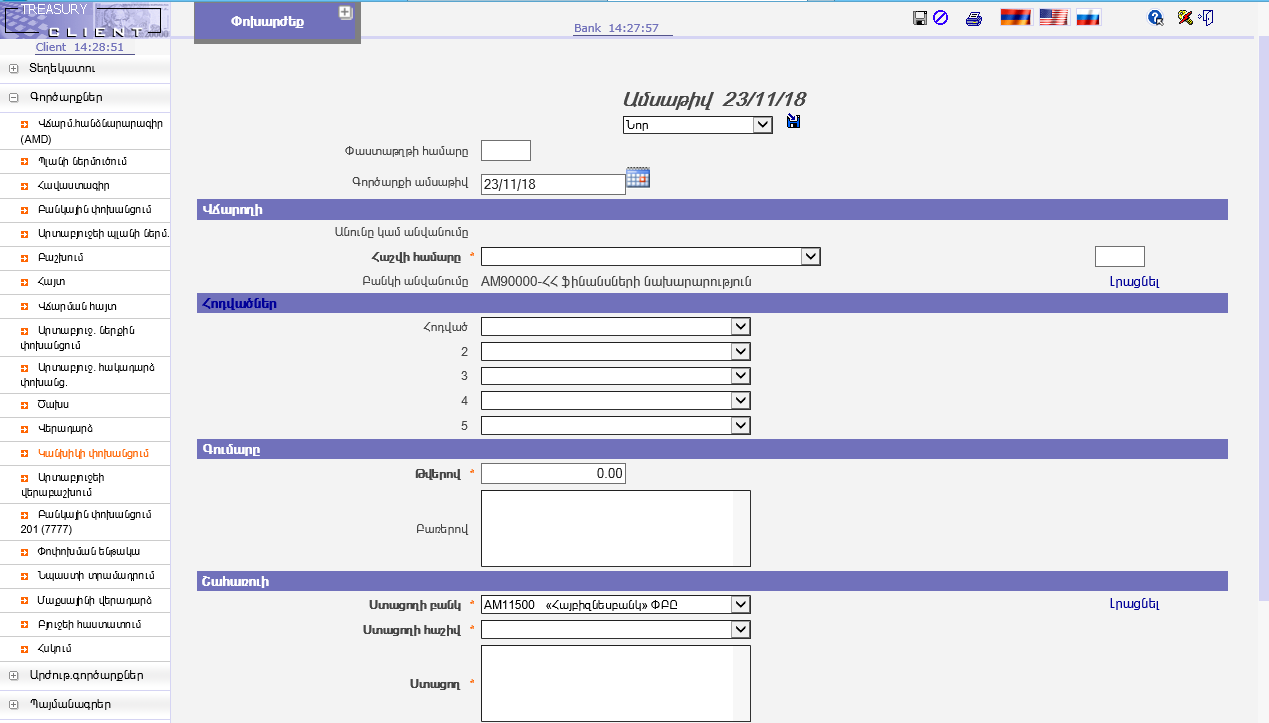 TREASURY
CLIENT
Client 14:28:51
Փոխարժեք
Bank 14:27:57
Տեղեկատու
Գործարքներ
Վճարմ.հանձնարարագիր
(AMD)
Պլանի ներմուծում
Հավաստագիր
Բանկային փոխանցում
Արտաբյուջեի պլանի ներմ.
Բաշխում
Հայտ
Վճարման հայտ
Արտաբյուջ. ներքին
փոխանցում
Արտաբյուջ. հակադարձ
փոխանց.
Ծախս
Վերադարձ
Կանխիկի փոխանցում
Արտաբյուջեի
վերաբաշխում
Բանկային փոխանցում
201 (7777)
Փոփոխման ենթակա
Նպաստի տրամադրում
Մաքսայինի վերադարձ
Բյուջեի հաստատում
Հսկում
Արժութ.գործարքներ
Պայմանագրեր
Ամսաթիվ 23/11/18
Նոր
Փաստաթղթի համարը
Գործարքի ամսաթիվ 23/11/18
Վճարողի
Անունը կամ անվանումը
Հաշվի համարը *
Բանկի անվանումը AM90000-ՀՀ ֆինանսների նախարարություն Լրացնել
Հոդվածներ
Հոդված
2
3
4
5
Գումարը
Թվերով * 0.00
Բառերով
Շահառուի
Ստացողի բանկ * AM11500 «Հայբիզնեսբանկ» ՓԲԸ Լրացնել
Ստացողի հաշիվ *
Ստացող *